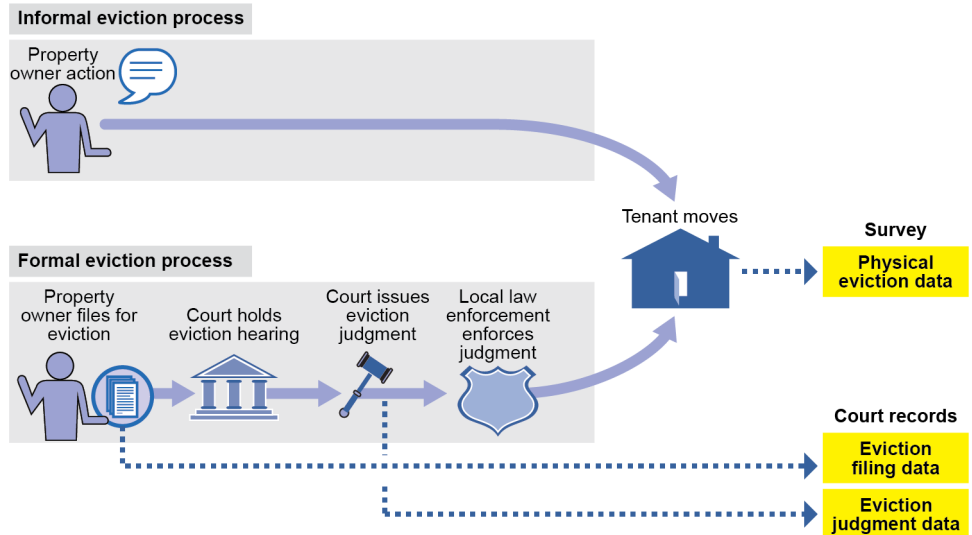 Informal eviction process
Property
owner action
Tenant moves
Survey
Physical
eviction data
Formal eviction process
Property
owner files for
eviction
Court holds
eviction hearing
Court issues
eviction
judgment
Local law
enforcement
enforces
judgment
Court records
Eviction
filing data
Eviction
judgment data